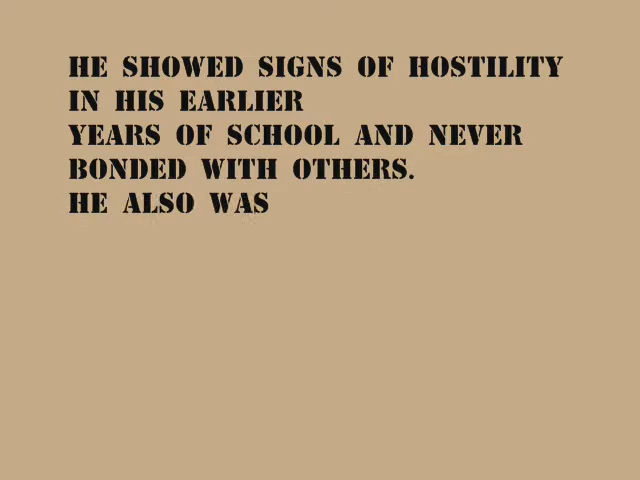 HE SHOWED SIGNS OF HOSTILITY
IN HIS EARLIER
YEARS OF SCHOOL AND NEVER
BONDED WITH OTHERS.
HE ALSO WAS